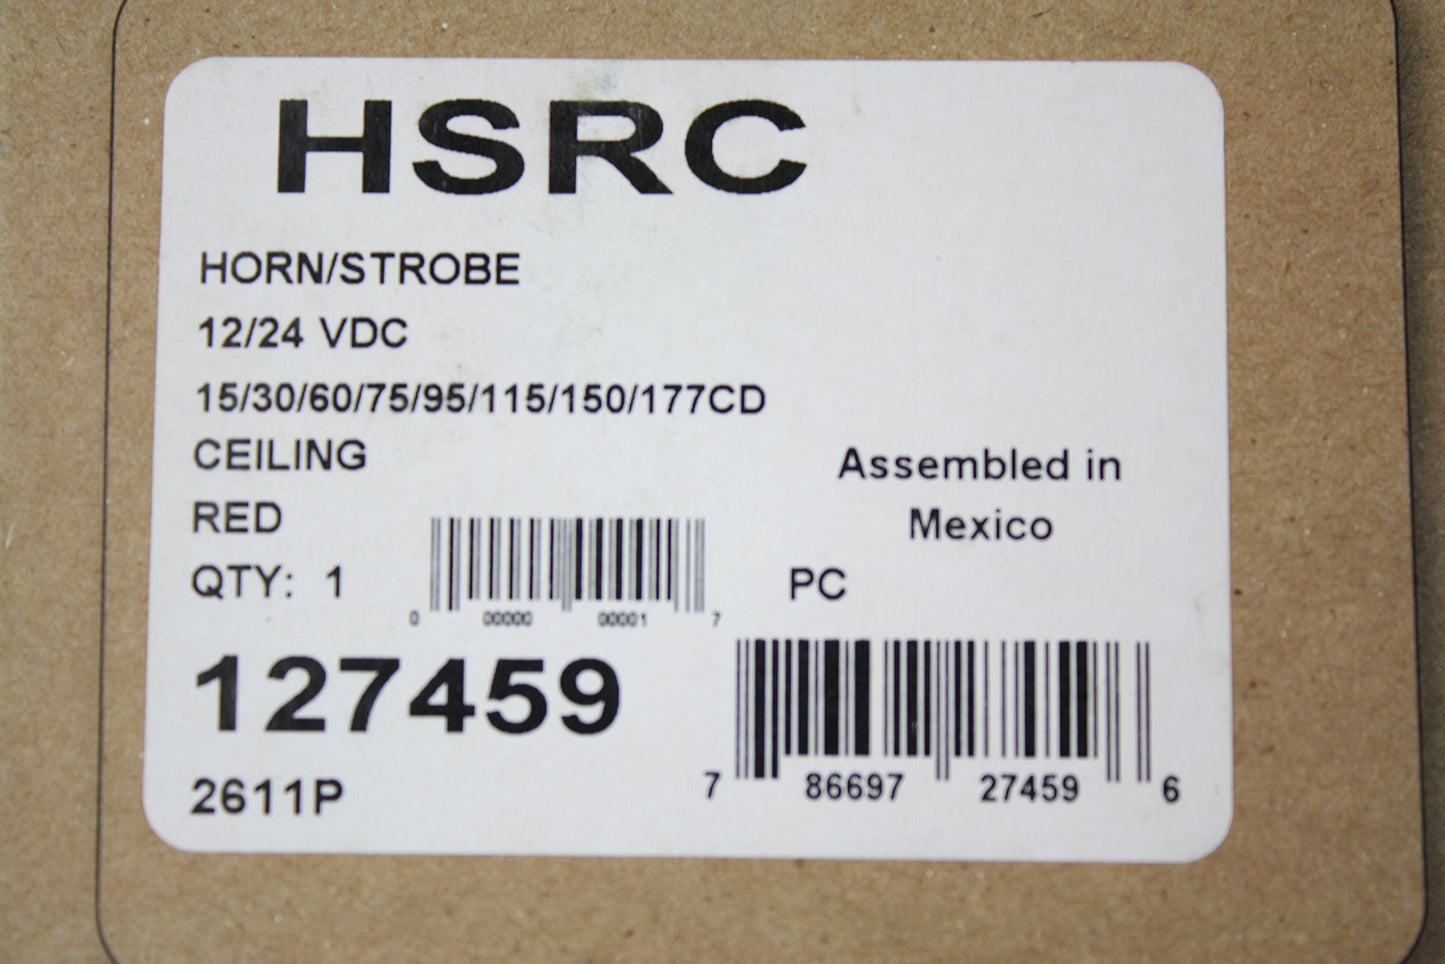 HSRC
HORN/STROBE
12/24 VDC
15/30/60/75/95/115/150/177CD
CEILING
RED
QTY: 1
0 00000 00001 7
Assembled in
Mexico
PC
127459
2611P
7 86697 27459 6